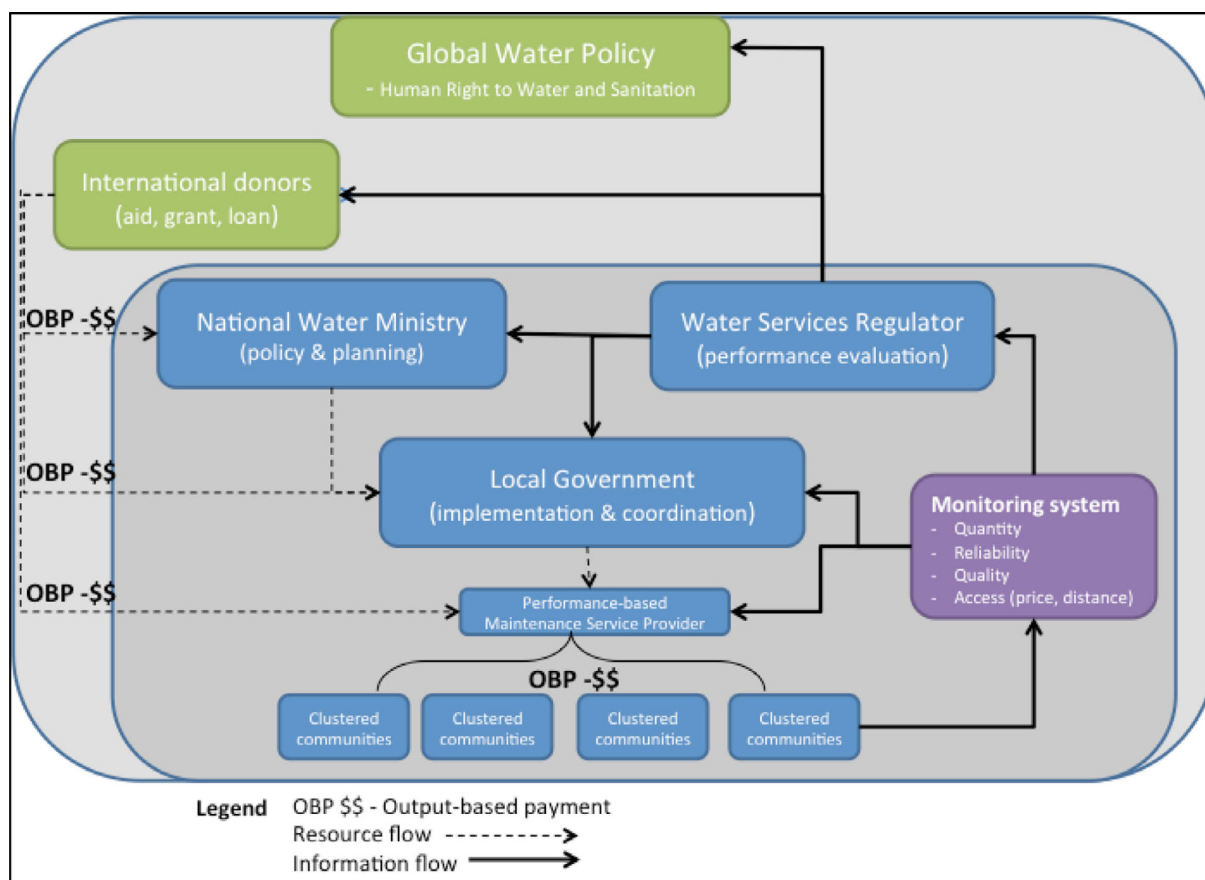 Global Water Policy
- Human Right to Water and Sanitation
International donors
(aid, grant, loan)
OBP -$$
National Water Ministry
(policy & planning)
Water Services Regulator
(performance evaluation)
OBP -$$
Local Government
(implementation & coordination)
Monitoring system
- Quantity
- Reliability
- Quality
- Access (price, distance)
OBP -$$
Performance-based
Maintenance Service Provider
OBP -$$
Clustered
communities
Clustered
communities
Clustered
communities
Clustered
communities
Legend
OBP $$ - Output-based payment
Resource flow
Information flow